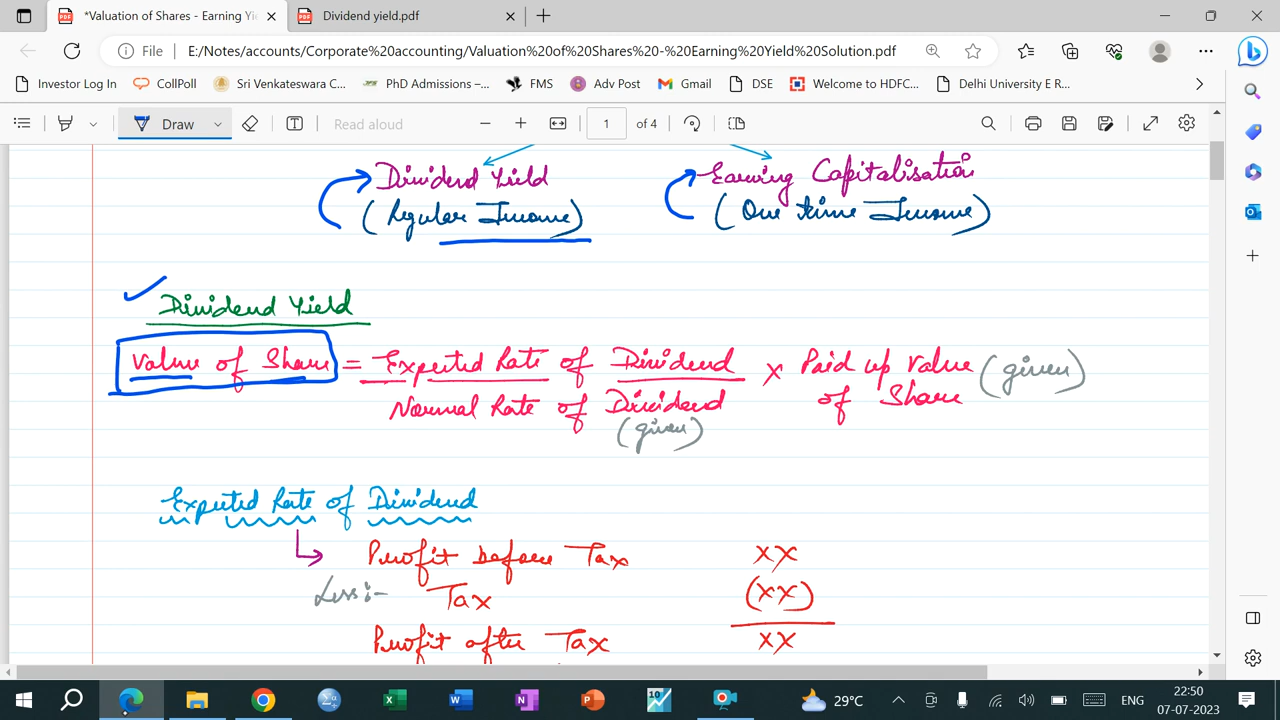 *Valuation of Shares - Earning Yie
Dividend yield.pdf
File
E:/Notes/accounts/Corporate%20accounting/Valuation%20of%20Shares%20-%20Earning%20Yield%20Solution.pdf
Investor Log In
CollPoll
Sri Venkateswara C...
PhD Admissions –...
FMS
Adv Post
Gmail
DSE
Welcome to HDFC...
Delhi University E R...
Draw
Read aloud
1 of 4
Dividend Yield
Earning Capitalisation
(Regular Income)
(One time Income)
Dividend Yield
Value of Share = Expected Rate of Dividend × Paid up Value (given)
Normal Rate of Dividend of Share
(given)
Expected Rate of Dividend
Profit before Tax XX
Less:- Tax (XX)
Profit after Tax XX
29°C
ENG
22:50
07-07-2023